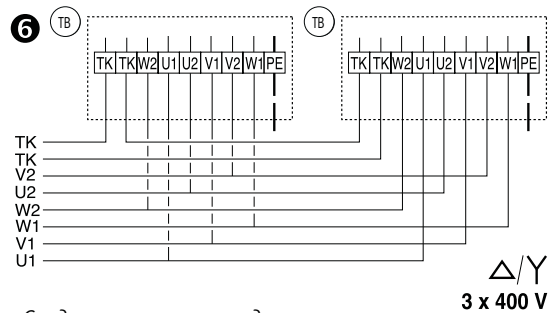 6 TB TB
TK TK W2 U1 U2 V1 V2 W1 PE TK TK W2 U1 U2 V1 V2 W1 PE
TK
TK
V2
U2
W2
W1
V1
U1
△/Y
3 x 400 V